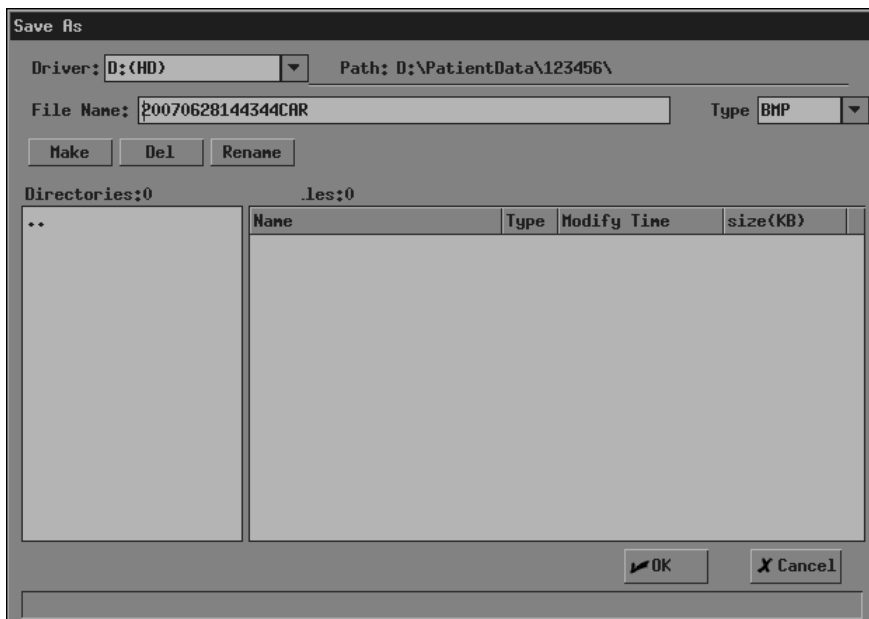 Save As
Driver: D:(HD) Path: D:\PatientData\123456\
File Name: 20070628144344CAR Type BMP
Make Del Rename
Directories:0 .les:0
.. Name Type Modify Time size(KB)
OK Cancel